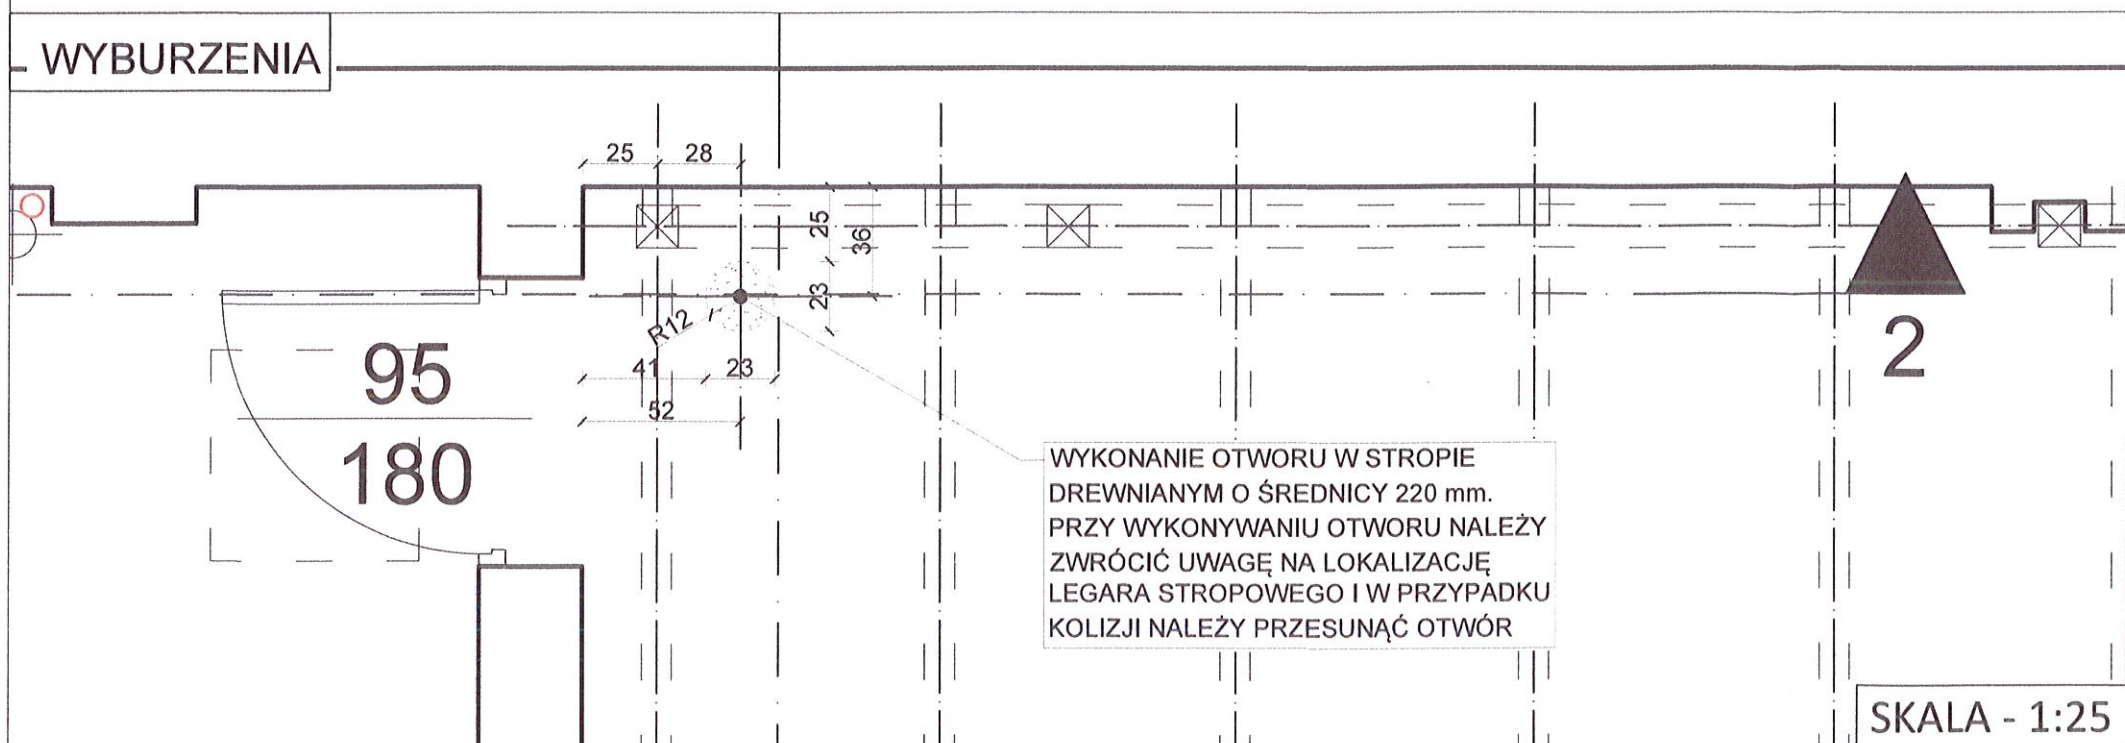 WYBURZENIA
25 28
25
36
23
R12
41 23
52
95
180
2
WYKONANIE OTWORU W STROPIE
DREWNIANYM O ŚREDNICY 220 mm.
PRZY WYKONYWANIU OTWORU NALEŻY
ZWRÓCIĆ UWAGĘ NA LOKALIZACJĘ
LEGARA STROPOWEGO I W PRZYPADKU
KOLIZJI NALEŻY PRZESUNĄĆ OTWÓR
SKALA - 1:25